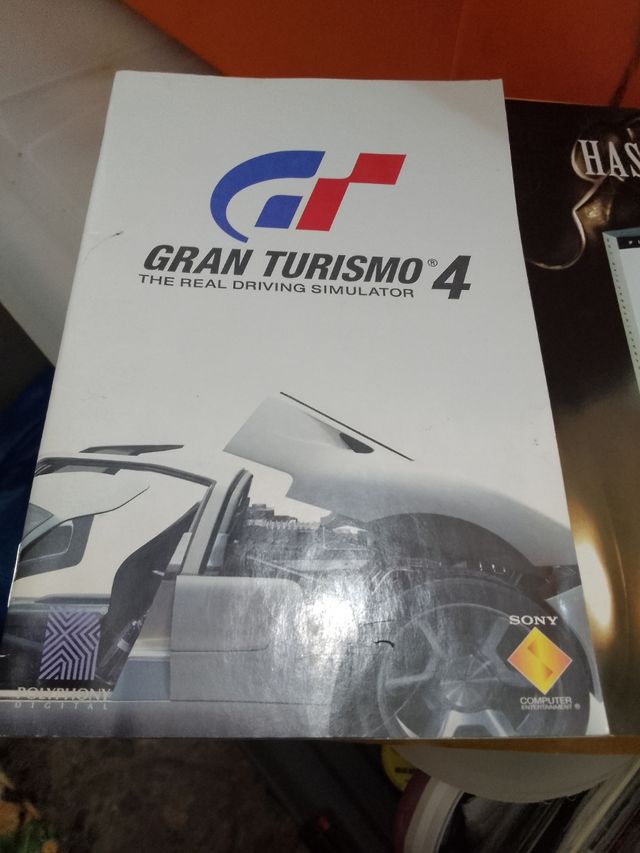 GRAN TURISMO® 4
THE REAL DRIVING SIMULATOR
HAS
SONY
COMPUTER
ENTERTAINMENT®
POLYPHONY
DIGITAL